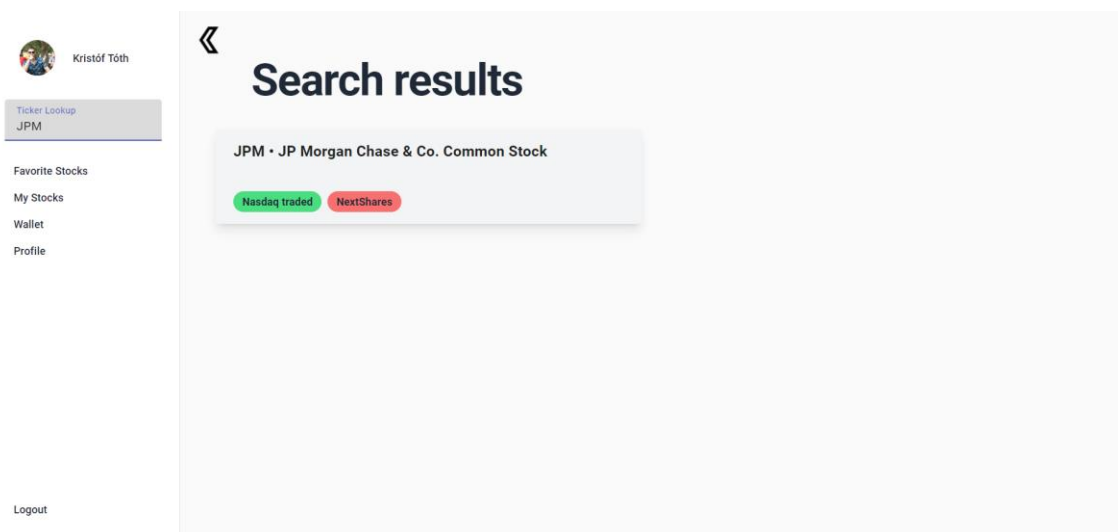 Kristóf Tóth
Ticker Lookup
JPM
Favorite Stocks
My Stocks
Wallet
Profile
Logout
Search results
JPM • JP Morgan Chase & Co. Common Stock
Nasdaq traded NextShares